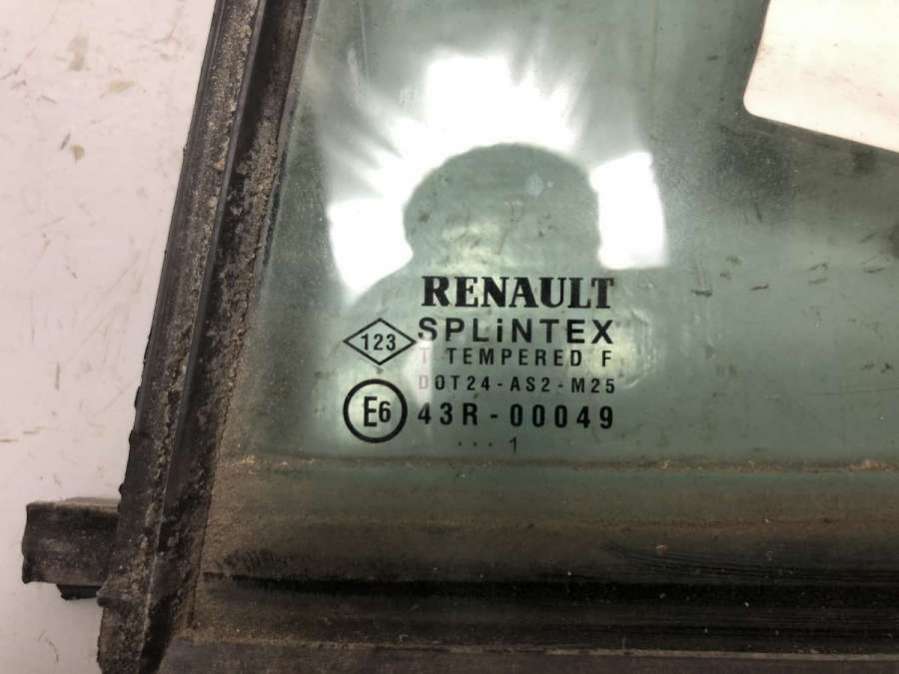 RENAULT
SPLiNTEX
123
T TEMPERED F
DOT24-AS2-M25
E6 43R-00049
...1